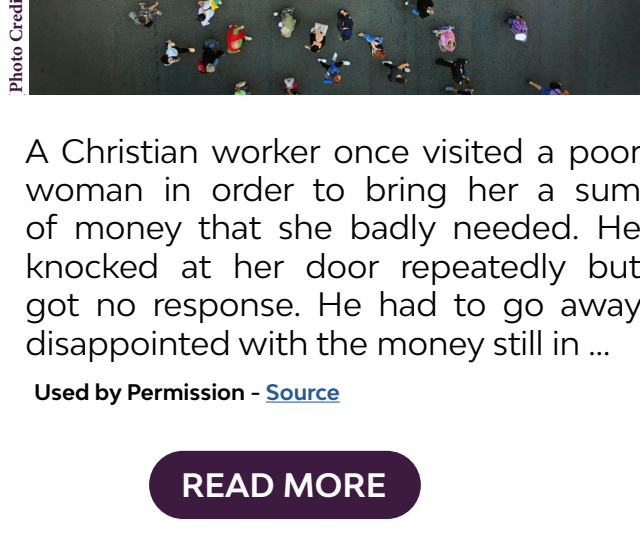 Photo Credi
A Christian worker once visited a poor
woman in order to bring her a sum
of money that she badly needed. He
knocked at her door repeatedly but
got no response. He had to go away
disappointed with the money still in ...
Used by Permission - Source
READ MORE